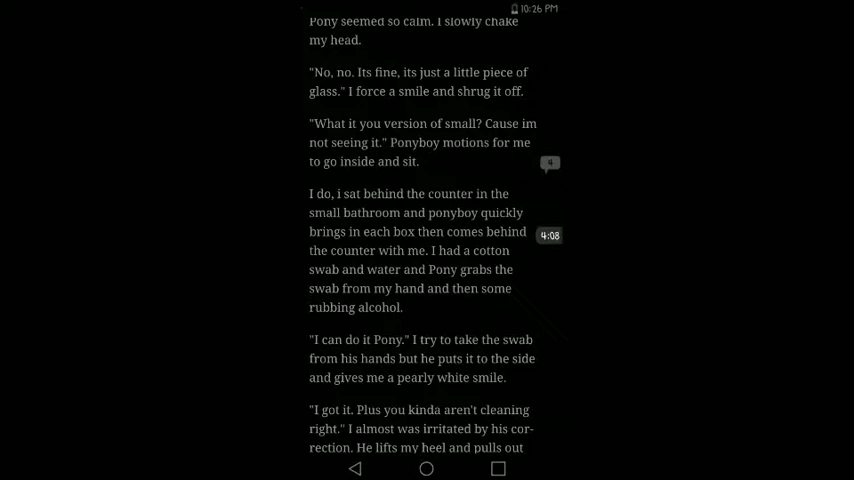 10:26 PM
Pony seemed so calm. I slowly chake
my head.
"No, no. Its fine, its just a little piece of
glass." I force a smile and shrug it off.
"What it you version of small? Cause im
not seeing it." Ponyboy motions for me
to go inside and sit.
4
I do, i sat behind the counter in the
small bathroom and ponyboy quickly
brings in each box then comes behind
4:08
the counter with me. I had a cotton
swab and water and Pony grabs the
swab from my hand and then some
rubbing alcohol.
"I can do it Pony." I try to take the swab
from his hands but he puts it to the side
and gives me a pearly white smile.
"I got it. Plus you kinda aren't cleaning
right." I almost was irritated by his cor-
rection. He lifts my heel and pulls out